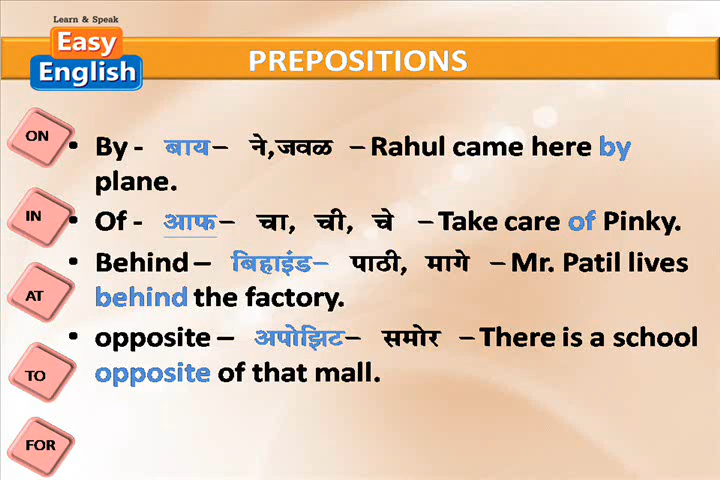 Learn & Speak
Easy
English
PREPOSITIONS
ON
• By - बाय– ने,जवळ – Rahul came here by
plane.
IN
• Of - आफ– चा, ची, चे – Take care of Pinky.
• Behind – बिहाइंड– पाठी, मागे – Mr. Patil lives
AT
behind the factory.
• opposite – अपोझिट– समोर – There is a school
TO
opposite of that mall.
FOR